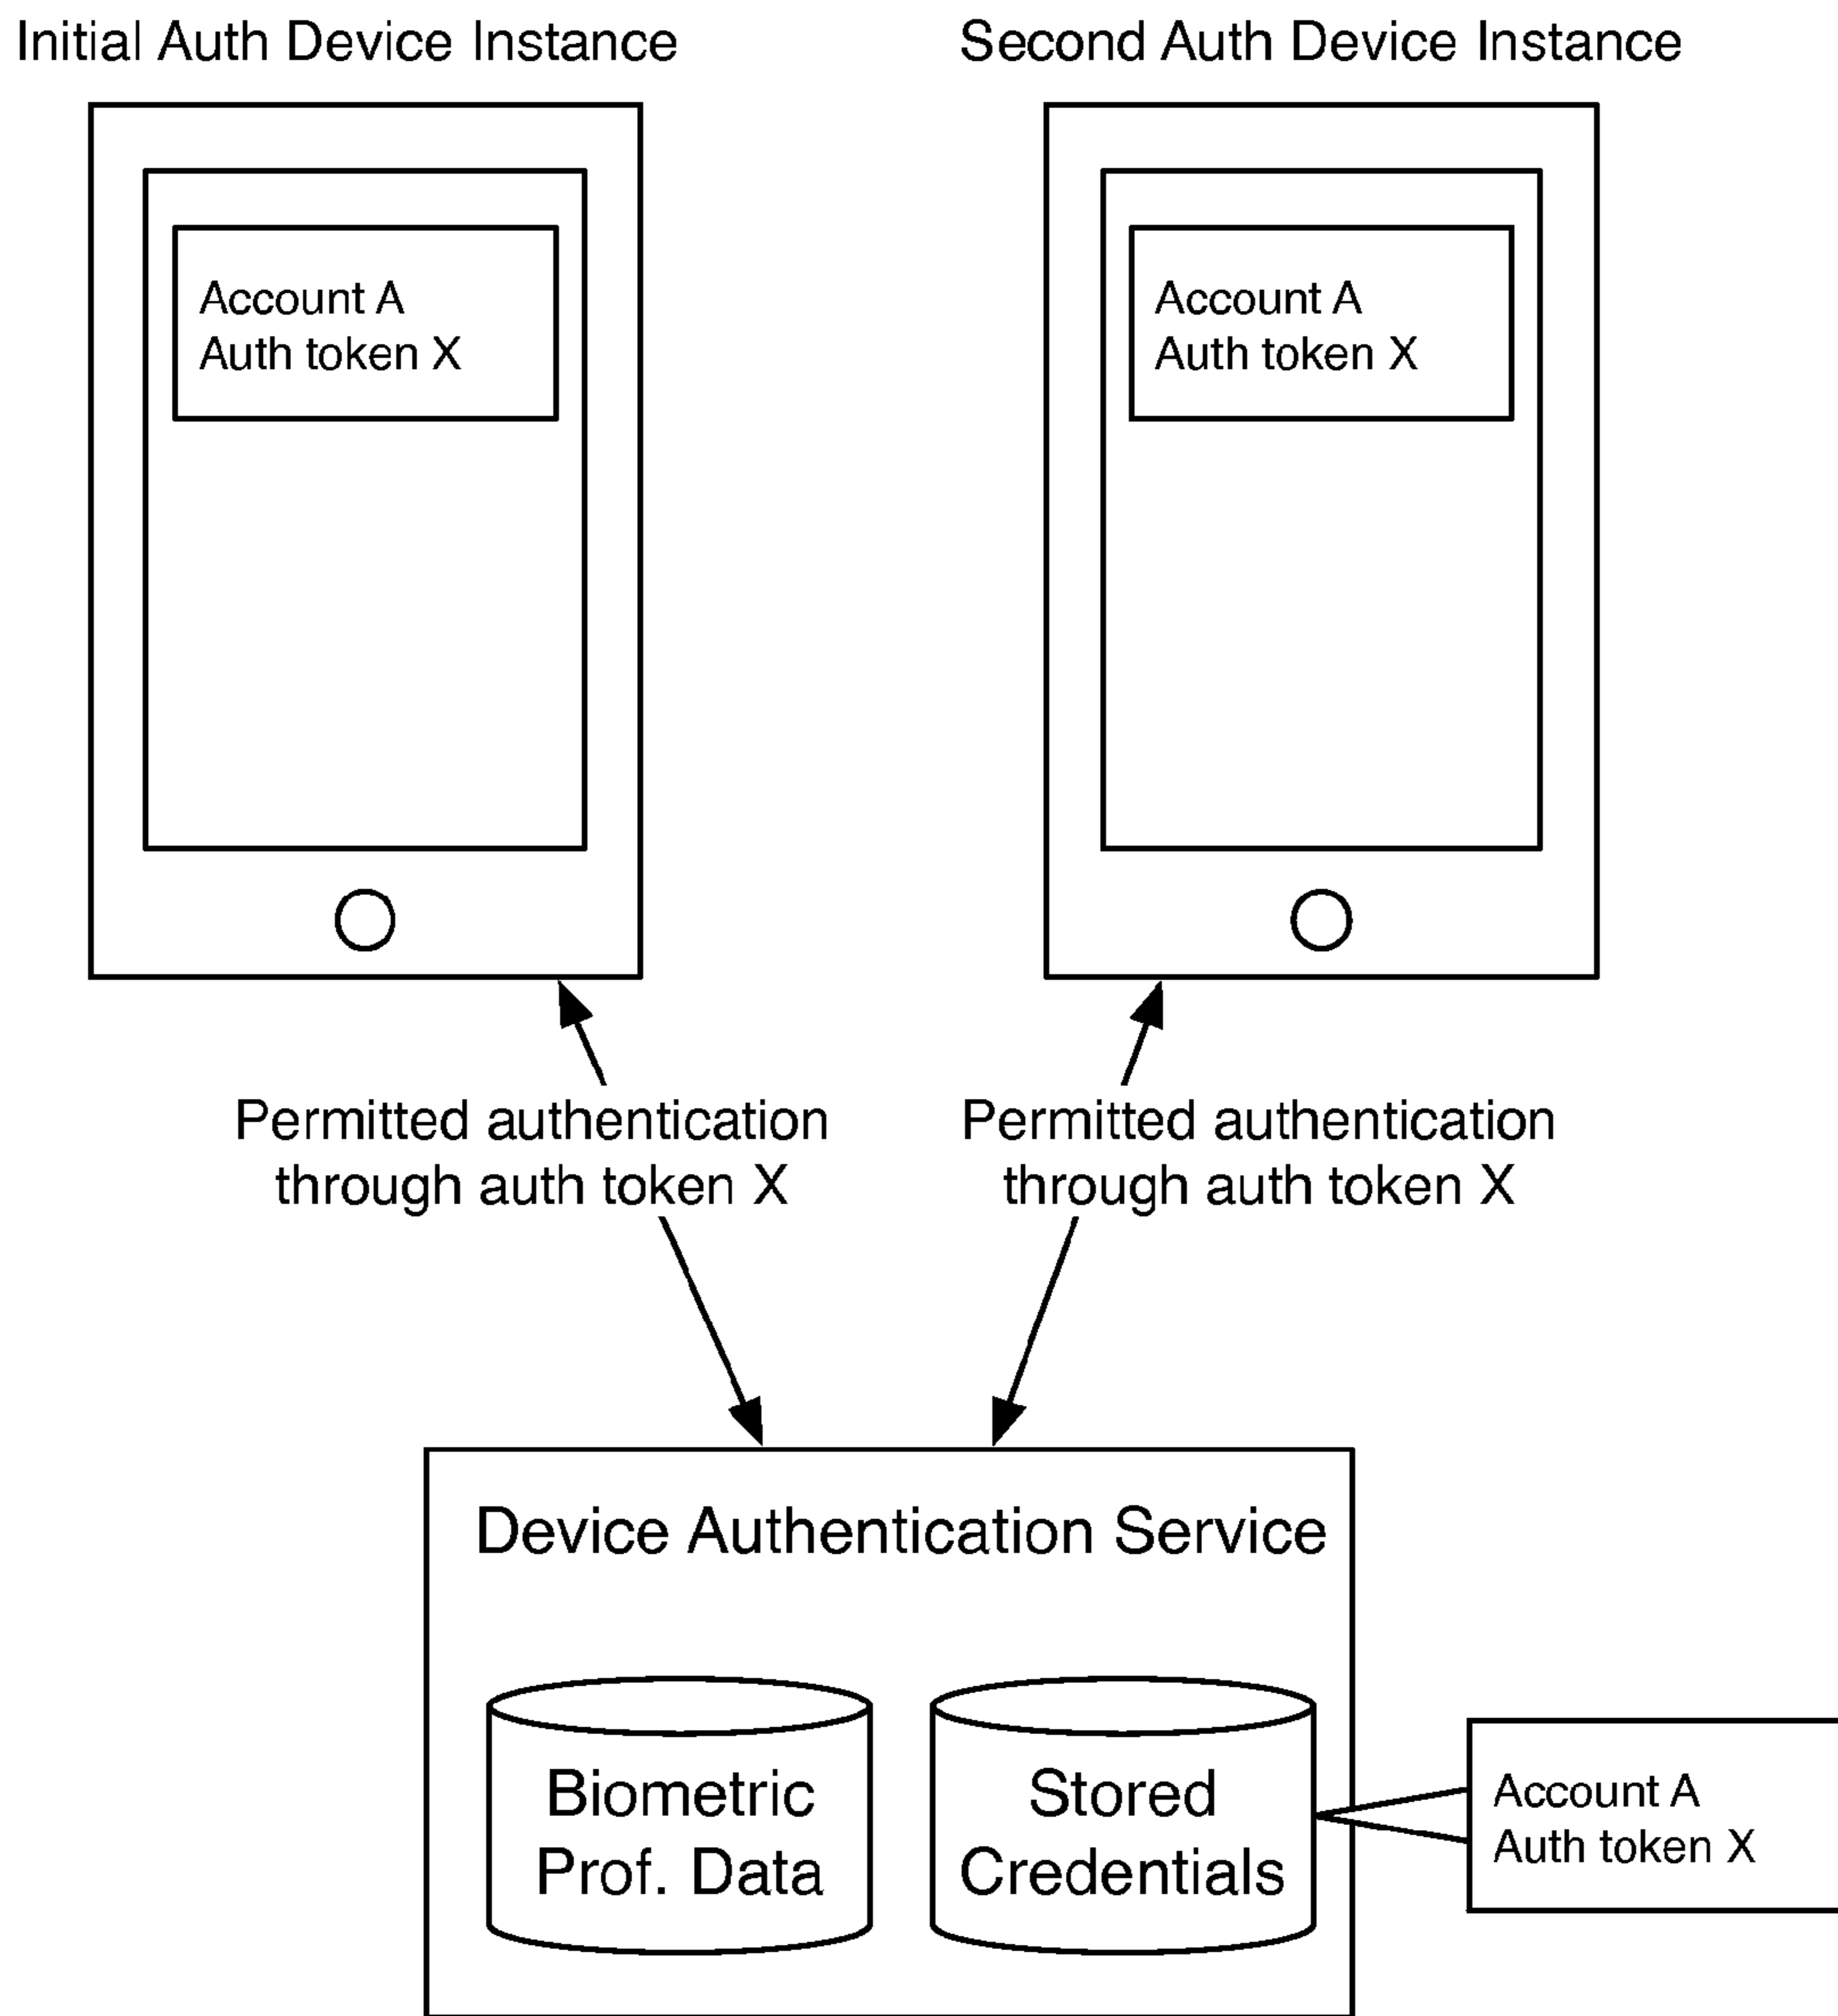 Initial Auth Device Instance
Second Auth Device Instance
Account A
Auth token X
Account A
Auth token X
Permitted authentication
through auth token X
Permitted authentication
through auth token X
Device Authentication Service
Biometric
Prof. Data
Stored
Credentials
Account A
Auth token X